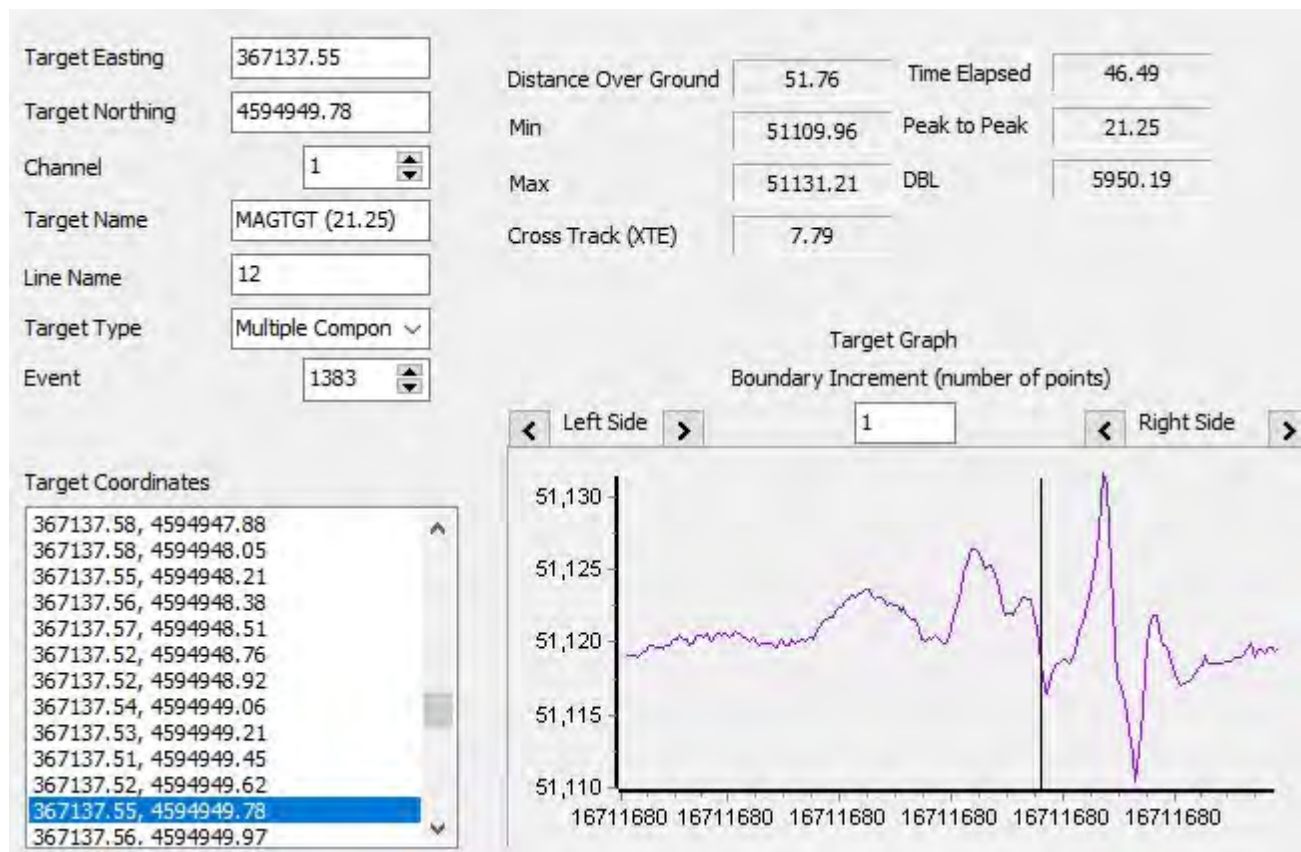 Target Easting 367137.55
Target Northing 4594949.78
Channel 1
Target Name MAGTGT (21.25)
Line Name 12
Target Type Multiple Compon
Event 1383
Distance Over Ground 51.76 Time Elapsed 46.49
Min 51109.96 Peak to Peak 21.25
Max 51131.21 DBL 5950.19
Cross Track (XTE) 7.79
Target Graph
Boundary Increment (number of points)
< Left Side > 1 < Right Side >
Target Coordinates
367137.58, 4594947.88
367137.58, 4594948.05
367137.55, 4594948.21
367137.56, 4594948.38
367137.57, 4594948.51
367137.52, 4594948.76
367137.52, 4594948.92
367137.54, 4594949.06
367137.53, 4594949.21
367137.51, 4594949.45
367137.52, 4594949.62
367137.55, 4594949.78
367137.56, 4594949.97
51,130
51,125
51,120
51,115
51,110
16711680 16711680 16711680 16711680 16711680 16711680